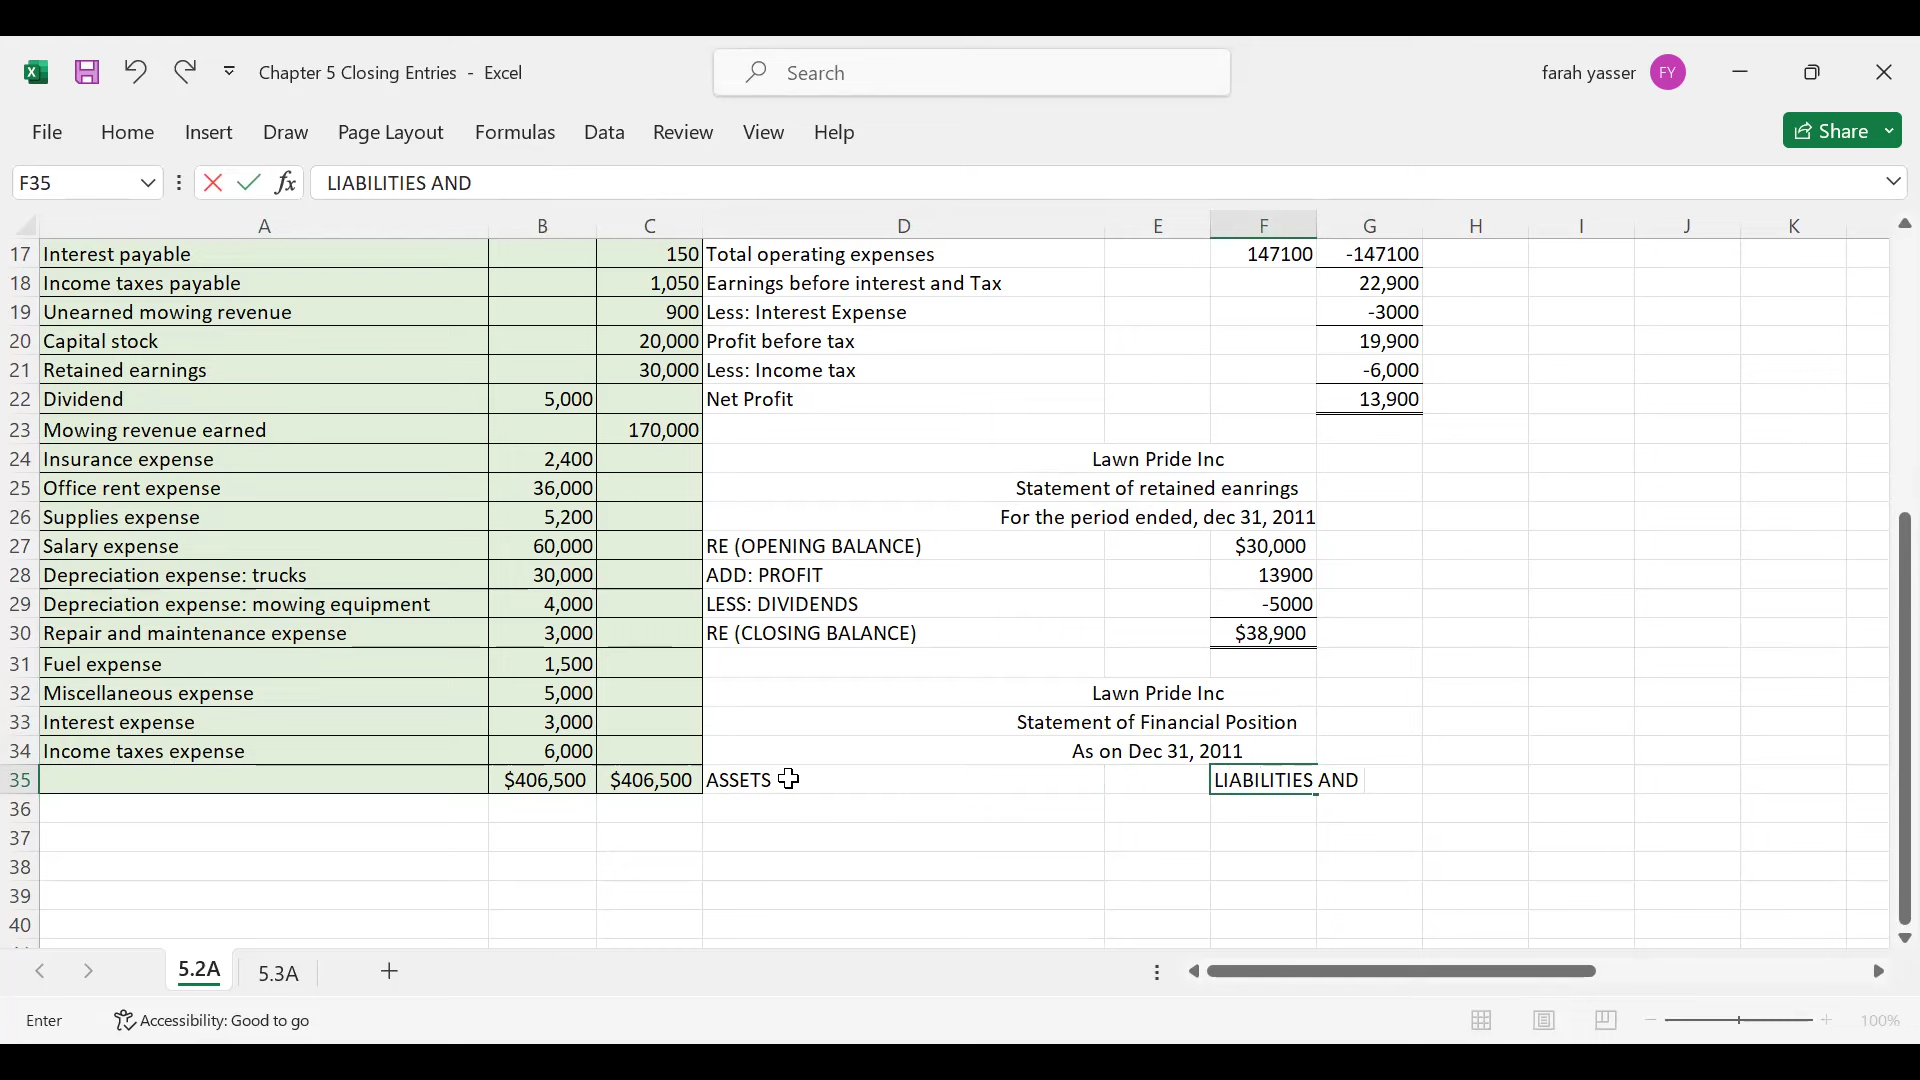 Chapter 5 Closing Entries - Excel
Search
farah yasser FY
File Home Insert Draw Page Layout Formulas Data Review View Help
Share
F35 fx LIABILITIES AND
A B C D E F G H I J K
17 Interest payable 150 Total operating expenses 147100 -147100
18 Income taxes payable 1,050 Earnings before interest and Tax 22,900
19 Unearned mowing revenue 900 Less: Interest Expense -3000
20 Capital stock 20,000 Profit before tax 19,900
21 Retained earnings 30,000 Less: Income tax -6,000
22 Dividend 5,000 Net Profit 13,900
23 Mowing revenue earned 170,000
24 Insurance expense 2,400 Lawn Pride Inc
25 Office rent expense 36,000 Statement of retained eanrings
26 Supplies expense 5,200 For the period ended, dec 31, 2011
27 Salary expense 60,000 RE (OPENING BALANCE) $30,000
28 Depreciation expense: trucks 30,000 ADD: PROFIT 13900
29 Depreciation expense: mowing equipment 4,000 LESS: DIVIDENDS -5000
30 Repair and maintenance expense 3,000 RE (CLOSING BALANCE) $38,900
31 Fuel expense 1,500
32 Miscellaneous expense 5,000 Lawn Pride Inc
33 Interest expense 3,000 Statement of Financial Position
34 Income taxes expense 6,000 As on Dec 31, 2011
35 $406,500 $406,500 ASSETS LIABILITIES AND
36
37
38
39
40
5.2A 5.3A
Enter Accessibility: Good to go 100%